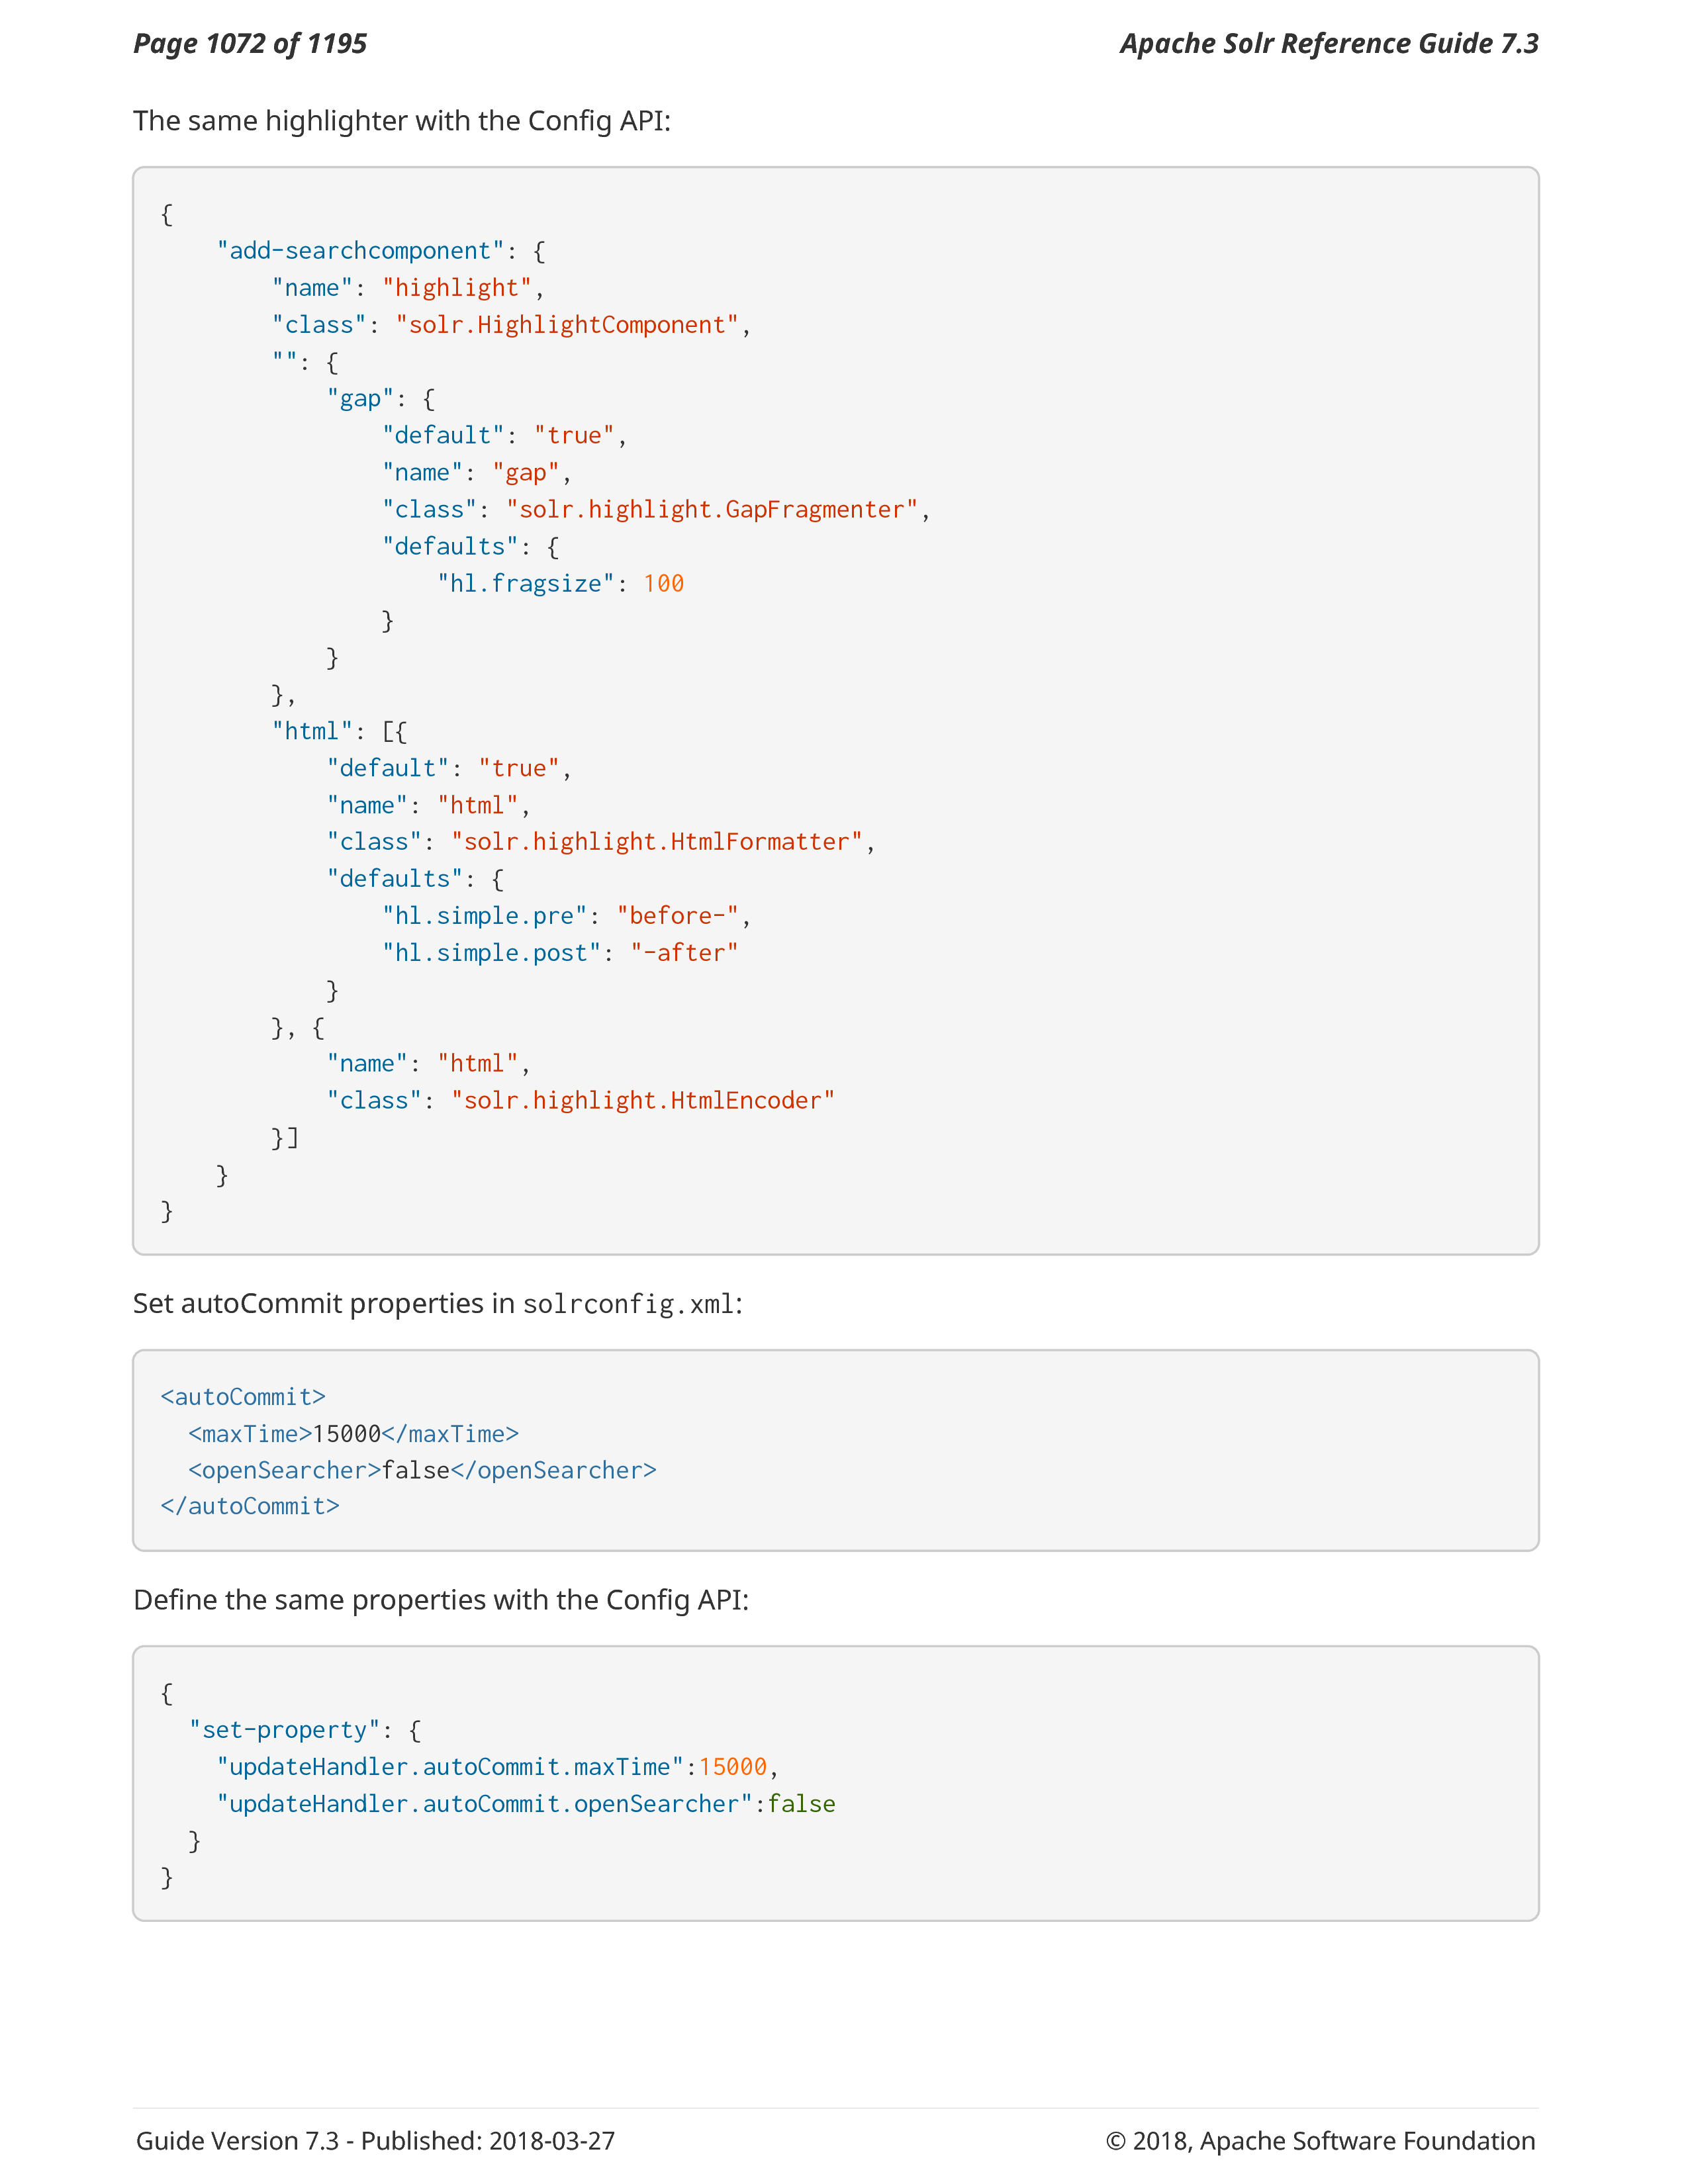 Page 1072 of 1195 Apache Solr Reference Guide 7.3
The same highlighter with the Config API:
{
    "add-searchcomponent": {
        "name": "highlight",
        "class": "solr.HighlightComponent",
        "": {
            "gap": {
                "default": "true",
                "name": "gap",
                "class": "solr.highlight.GapFragmenter",
                "defaults": {
                    "hl.fragsize": 100
                }
            }
        },
        "html": [{
            "default": "true",
            "name": "html",
            "class": "solr.highlight.HtmlFormatter",
            "defaults": {
                "hl.simple.pre": "before-",
                "hl.simple.post": "-after"
            }
        }, {
            "name": "html",
            "class": "solr.highlight.HtmlEncoder"
        }]
    }
}
Set autoCommit properties in solrconfig.xml:
<autoCommit>
  <maxTime>15000</maxTime>
  <openSearcher>false</openSearcher>
</autoCommit>
Define the same properties with the Config API:
{
  "set-property": {
    "updateHandler.autoCommit.maxTime":15000,
    "updateHandler.autoCommit.openSearcher":false
  }
}
Guide Version 7.3 - Published: 2018-03-27 © 2018, Apache Software Foundation